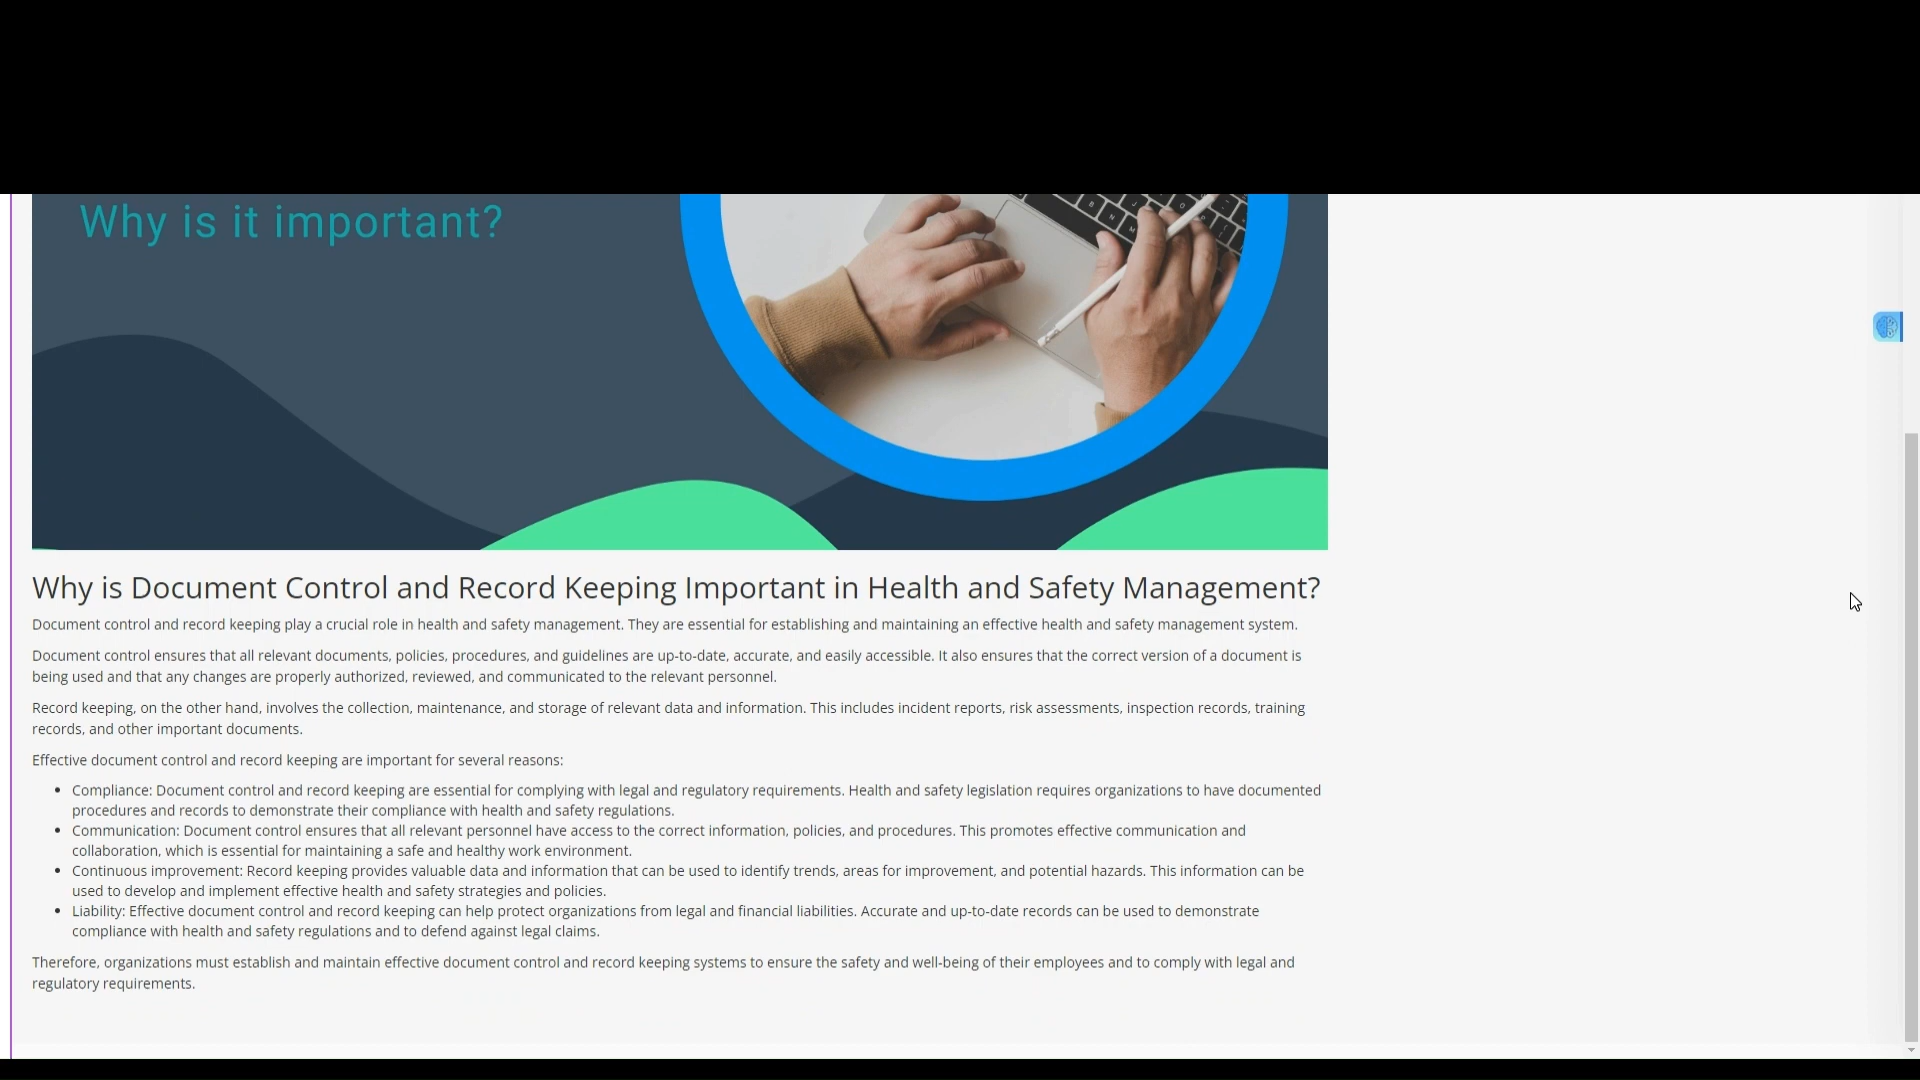 Why is it important?
Why is Document Control and Record Keeping Important in Health and Safety Management?
Document control and record keeping play a crucial role in health and safety management. They are essential for establishing and maintaining an effective health and safety management system.
Document control ensures that all relevant documents, policies, procedures, and guidelines are up-to-date, accurate, and easily accessible. It also ensures that the correct version of a document is
being used and that any changes are properly authorized, reviewed, and communicated to the relevant personnel.
Record keeping, on the other hand, involves the collection, maintenance, and storage of relevant data and information. This includes incident reports, risk assessments, inspection records, training
records, and other important documents.
Effective document control and record keeping are important for several reasons:
• Compliance: Document control and record keeping are essential for complying with legal and regulatory requirements. Health and safety legislation requires organizations to have documented
procedures and records to demonstrate their compliance with health and safety regulations.
• Communication: Document control ensures that all relevant personnel have access to the correct information, policies, and procedures. This promotes effective communication and
collaboration, which is essential for maintaining a safe and healthy work environment.
• Continuous improvement: Record keeping provides valuable data and information that can be used to identify trends, areas for improvement, and potential hazards. This information can be
used to develop and implement effective health and safety strategies and policies.
• Liability: Effective document control and record keeping can help protect organizations from legal and financial liabilities. Accurate and up-to-date records can be used to demonstrate
compliance with health and safety regulations and to defend against legal claims.
Therefore, organizations must establish and maintain effective document control and record keeping systems to ensure the safety and well-being of their employees and to comply with legal and
regulatory requirements.